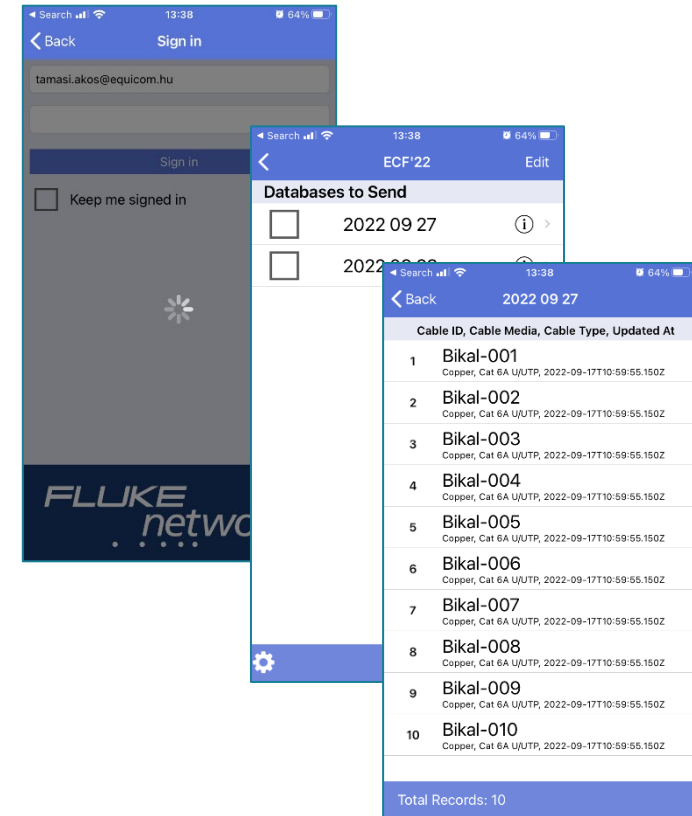 Search 13:38 64%
Back Sign in
tamasi.akos@equicom.hu
Sign in
Keep me signed in
FLUKE
Search 13:38 64%
ECF'22 Edit
Databases to Send
2022 09 27
Search 13:38 64%
Back 2022 09 27
Cable ID, Cable Media, Cable Type, Updated At
1 Bikal-001
Copper, Cat 6A U/UTP, 2022-09-17T10:59:55.150Z
2 Bikal-002
Copper, Cat 6A U/UTP, 2022-09-17T10:59:55.150Z
3 Bikal-003
Copper, Cat 6A U/UTP, 2022-09-17T10:59:55.150Z
4 Bikal-004
Copper, Cat 6A U/UTP, 2022-09-17T10:59:55.150Z
5 Bikal-005
Copper, Cat 6A U/UTP, 2022-09-17T10:59:55.150Z
6 Bikal-006
Copper, Cat 6A U/UTP, 2022-09-17T10:59:55.150Z
7 Bikal-007
Copper, Cat 6A U/UTP, 2022-09-17T10:59:55.150Z
8 Bikal-008
Copper, Cat 6A U/UTP, 2022-09-17T10:59:55.150Z
9 Bikal-009
Copper, Cat 6A U/UTP, 2022-09-17T10:59:55.150Z
10 Bikal-010
Copper, Cat 6A U/UTP, 2022-09-17T10:59:55.150Z
Total Records: 10